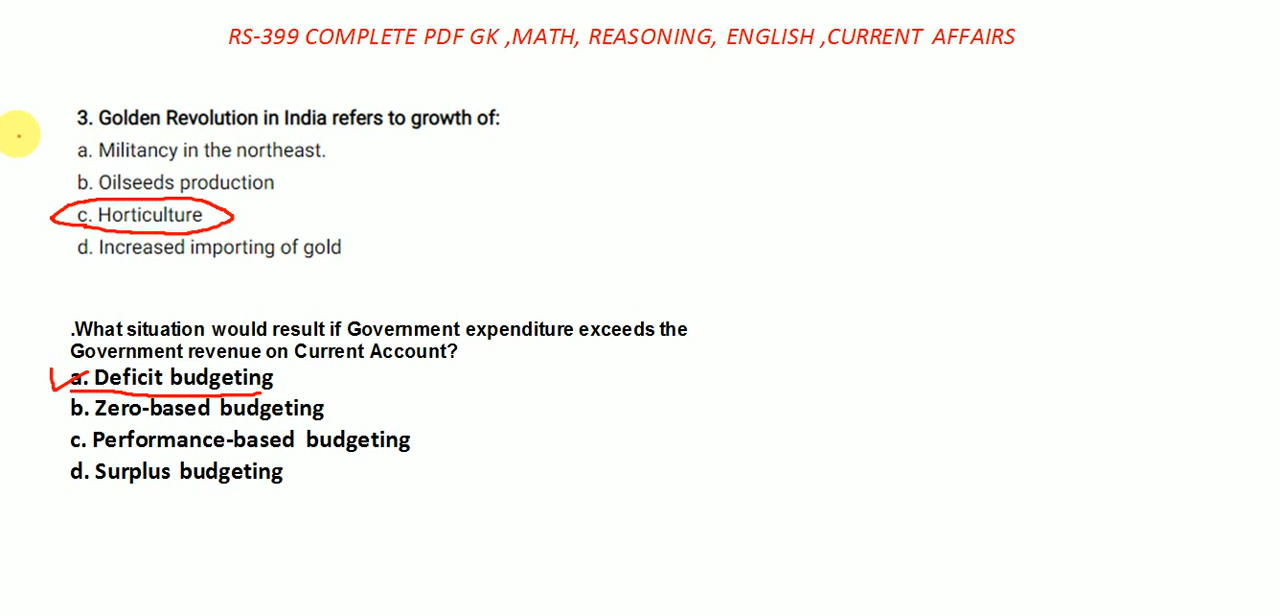 RS-399 COMPLETE PDF GK ,MATH, REASONING, ENGLISH ,CURRENT AFFAIRS
3. Golden Revolution in India refers to growth of:
a. Militancy in the northeast.
b. Oilseeds production
c. Horticulture
d. Increased importing of gold
.What situation would result if Government expenditure exceeds the
Government revenue on Current Account?
a. Deficit budgeting
b. Zero-based budgeting
c. Performance-based budgeting
d. Surplus budgeting